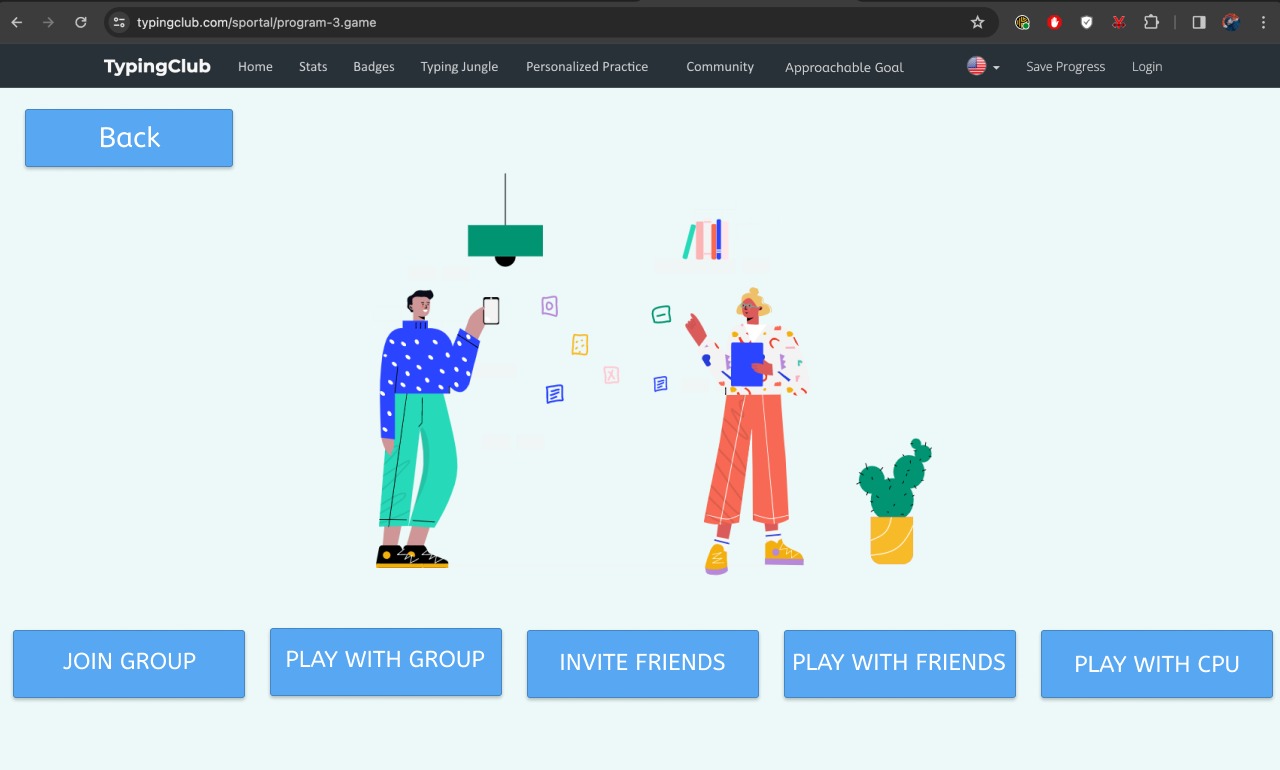 typingclub.com/sportal/program-3.game
TypingClub Home Stats Badges Typing Jungle Personalized Practice Community Approachable Goal Save Progress Login
Back
JOIN GROUP PLAY WITH GROUP INVITE FRIENDS PLAY WITH FRIENDS PLAY WITH CPU